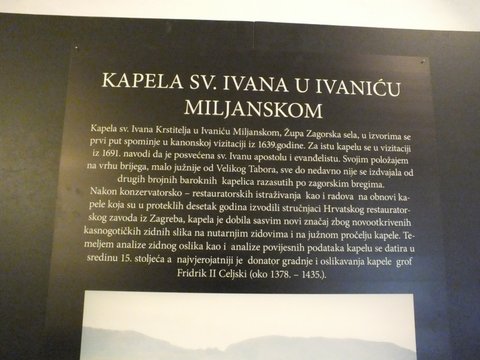 KAPELA SV. IVANA U IVANIĆU
MILJANSKOM
Kapela sv. Ivana Krstitelja u Ivaniću Miljanskom, Župa Zagorska sela, u izvorima se
prvi put spominje u kanonskoj vizitaciji iz 1639.godine. Za istu kapelu se u vizitaciji
iz 1691. navodi da je posvećena sv. Ivanu apostolu i evanđelistu. Svojim položajem
na vrhu brijega, malo južnije od Velikog Tabora, sve do nedavno nije se izdvajala od
drugih brojnih baroknih kapelica razasutih po zagorskim bregima.
Nakon konzervatorsko – restauratorskih istraživanja kao i radova na obnovi ka-
pele koja su u proteklih desetak godina izvodili stručnjaci Hrvatskog restaurator-
skog zavoda iz Zagreba, kapela je dobila sasvim novi značaj zbog novootkrivenih
kasnogotičkih zidnih slika na nutarnjim zidovima i na južnom pročelju kapele. Te-
meljem analize zidnog oslika kao i analize povijesnih podataka kapelu se datira u
sredinu 15. stoljeća a najvjerojatniji je donator gradnje i oslikavanja kapele grof
Fridrik II Celjski (oko 1378. – 1435.).